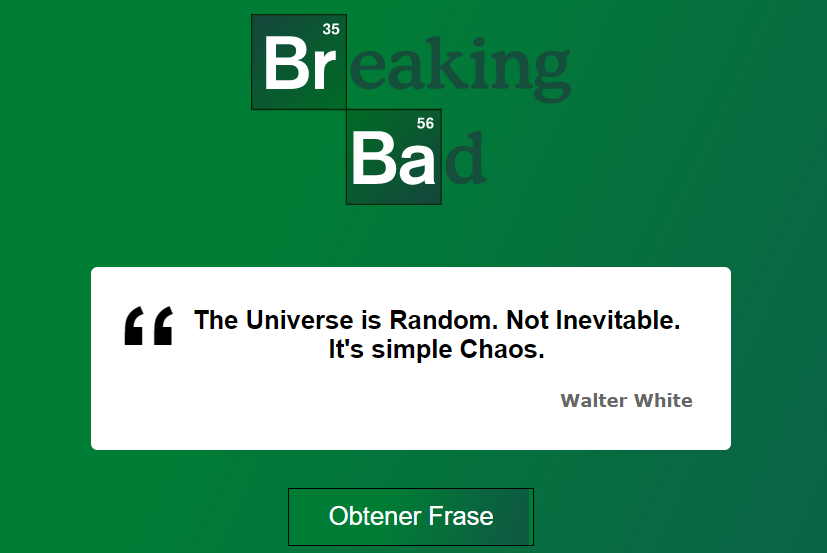 35
Breaking
56
Bad
“ The Universe is Random. Not Inevitable.
It's simple Chaos.
Walter White
Obtener Frase